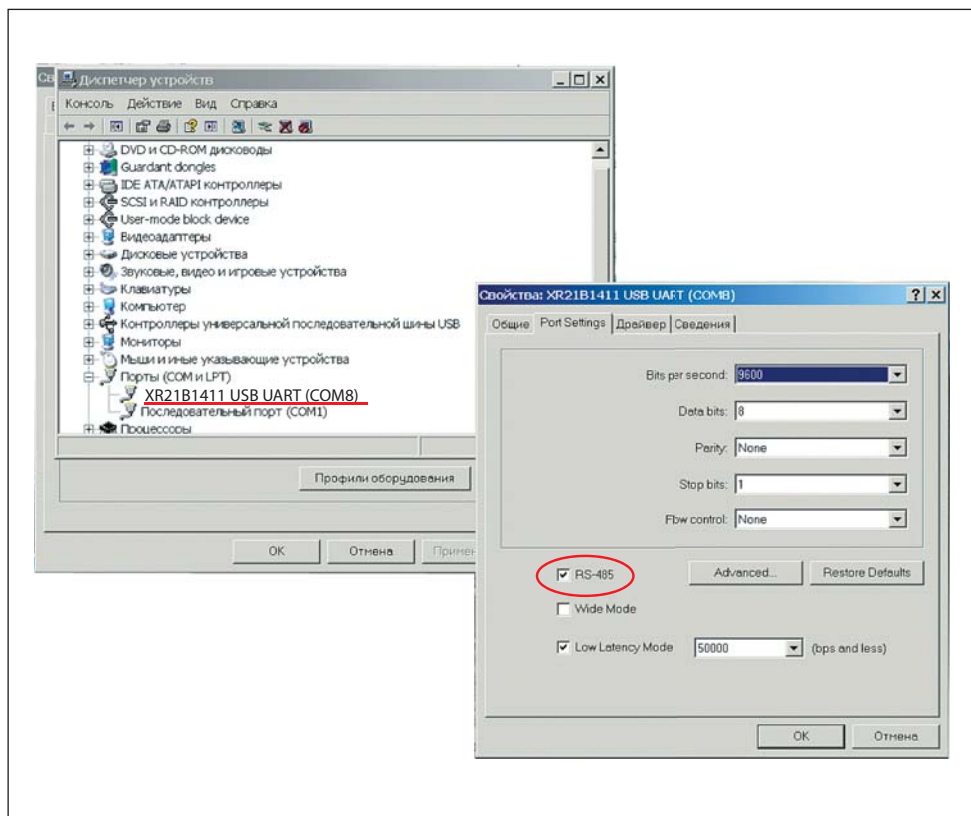 Св
Диспетчер устройств
Консоль Действие Вид Справка
DVD и CD-ROM дисководы
Guardant dongles
IDE ATA/ATAPI контроллеры
SCSI и RAID контроллеры
User-mode block device
Видеоадаптеры
Дисковые устройства
Звуковые, видео и игровые устройства
Клавиатуры
Компьютер
Контроллеры универсальной последовательной шины USB
Мониторы
Мыши и иные указывающие устройства
Порты (COM и LPT)
XR21B1411 USB UART (COM8)
Последовательный порт (COM1)
Процессоры
Профили оборудования
ОК Отмена Примен
Свойства: XR21B1411 USB UART (COM8)
Общие Port Settings Драйвер Сведения
Bits per second: 9600
Data bits: 8
Parity: None
Stop bits: 1
Flow control: None
RS-485 Advanced... Restore Defaults
Wide Mode
Low Latency Mode 50000 (bps and less)
OK Отмена